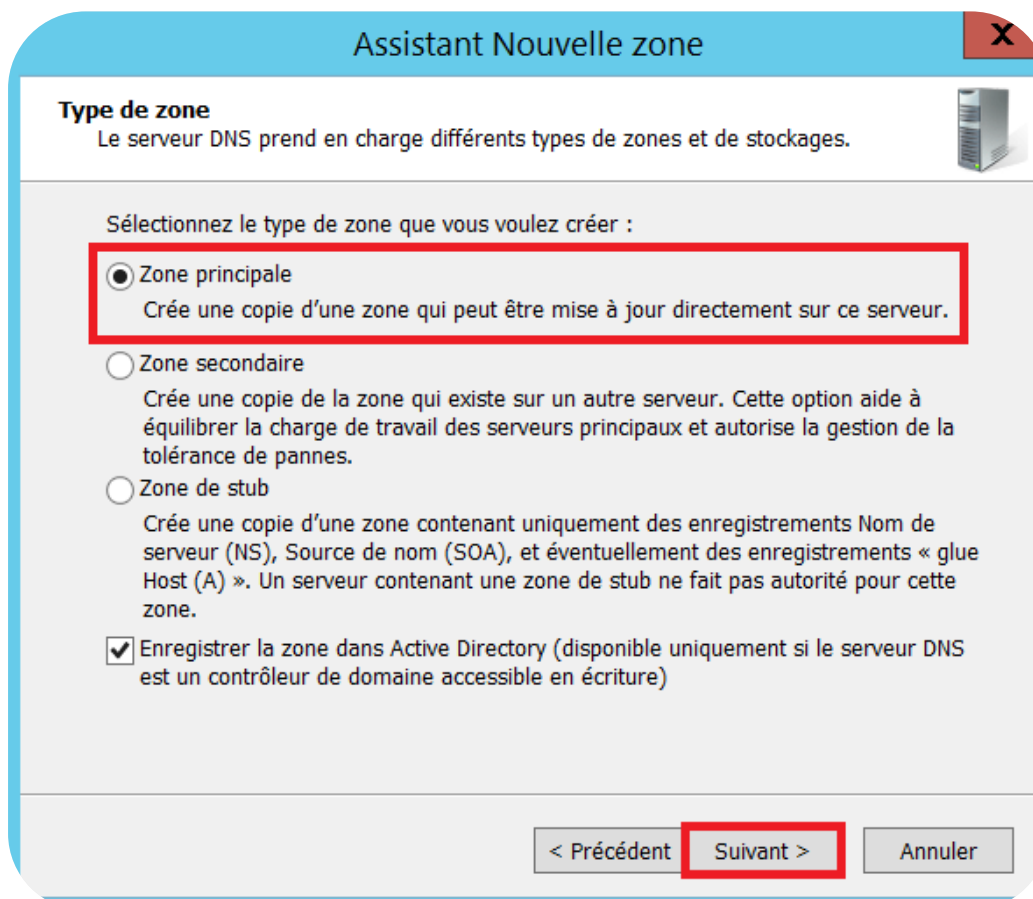 Assistant Nouvelle zone
X
Type de zone
Le serveur DNS prend en charge différents types de zones et de stockages.
Sélectionnez le type de zone que vous voulez créer :
Zone principale
Crée une copie d'une zone qui peut être mise à jour directement sur ce serveur.
Zone secondaire
Crée une copie de la zone qui existe sur un autre serveur. Cette option aide à
équilibrer la charge de travail des serveurs principaux et autorise la gestion de la
tolérance de pannes.
Zone de stub
Crée une copie d'une zone contenant uniquement des enregistrements Nom de
serveur (NS), Source de nom (SOA), et éventuellement des enregistrements « glue
Host (A) ». Un serveur contenant une zone de stub ne fait pas autorité pour cette
zone.
Enregistrer la zone dans Active Directory (disponible uniquement si le serveur DNS
est un contrôleur de domaine accessible en écriture)
< Précédent Suivant > Annuler